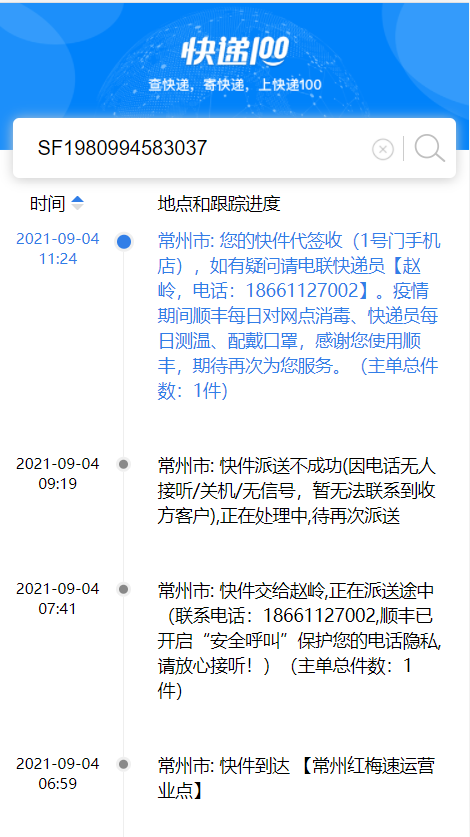 快递100
查快递，寄快递，上快递100
SF1980994583037
时间
地点和跟踪进度
2021-09-04
11:24
常州市: 您的快件代签收（1号门手机
店），如有疑问请电联快递员【赵
岭，电话：18661127002】。疫情
期间顺丰每日对网点消毒、快递员每
日测温、配戴口罩，感谢您使用顺
丰，期待再次为您服务。（主单总件
数：1件）
2021-09-04
09:19
常州市: 快件派送不成功(因电话无人
接听/关机/无信号，暂无法联系到收
方客户),正在处理中,待再次派送
2021-09-04
07:41
常州市: 快件交给赵岭,正在派送途中
（联系电话：18661127002,顺丰已
开启“安全呼叫”保护您的电话隐私,
请放心接听！）（主单总件数：1
件）
2021-09-04
06:59
常州市: 快件到达 【常州红梅速运营
业点】